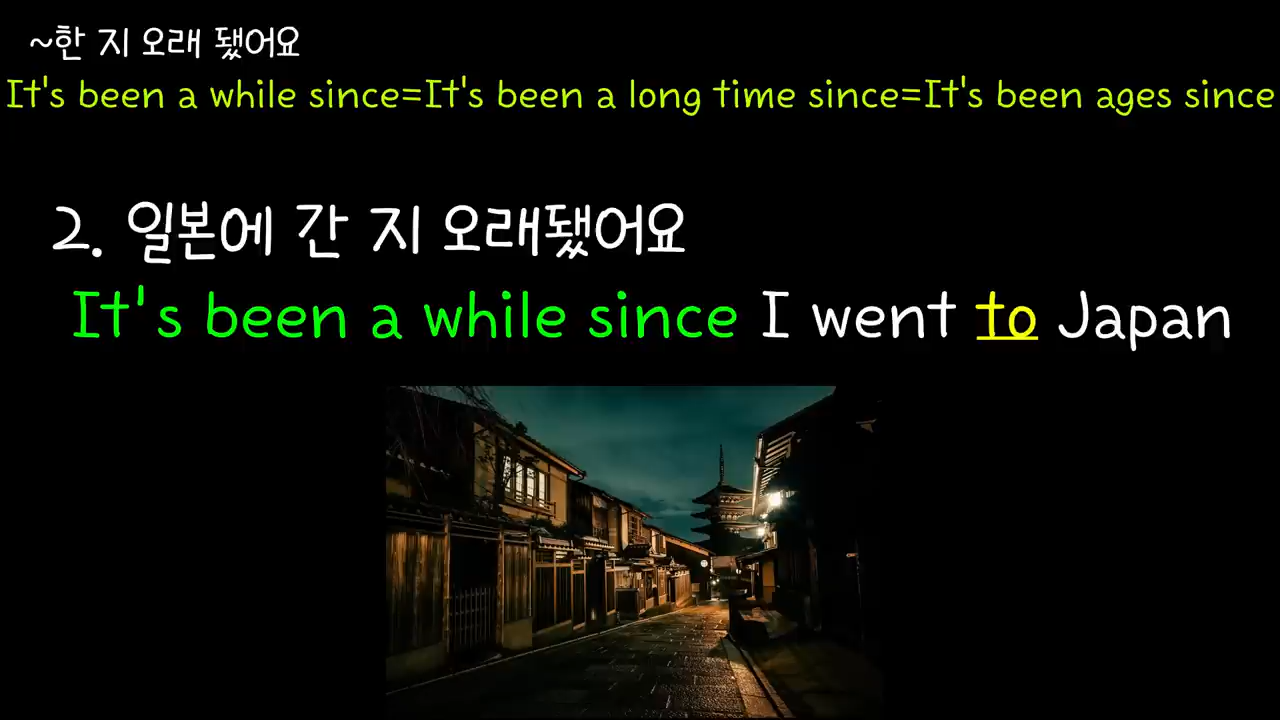 ~한 지 오래 됐어요
It's been a while since=It's been a long time since=It's been ages since
2. 일본에 간 지 오래됐어요
It's been a while since I went to Japan